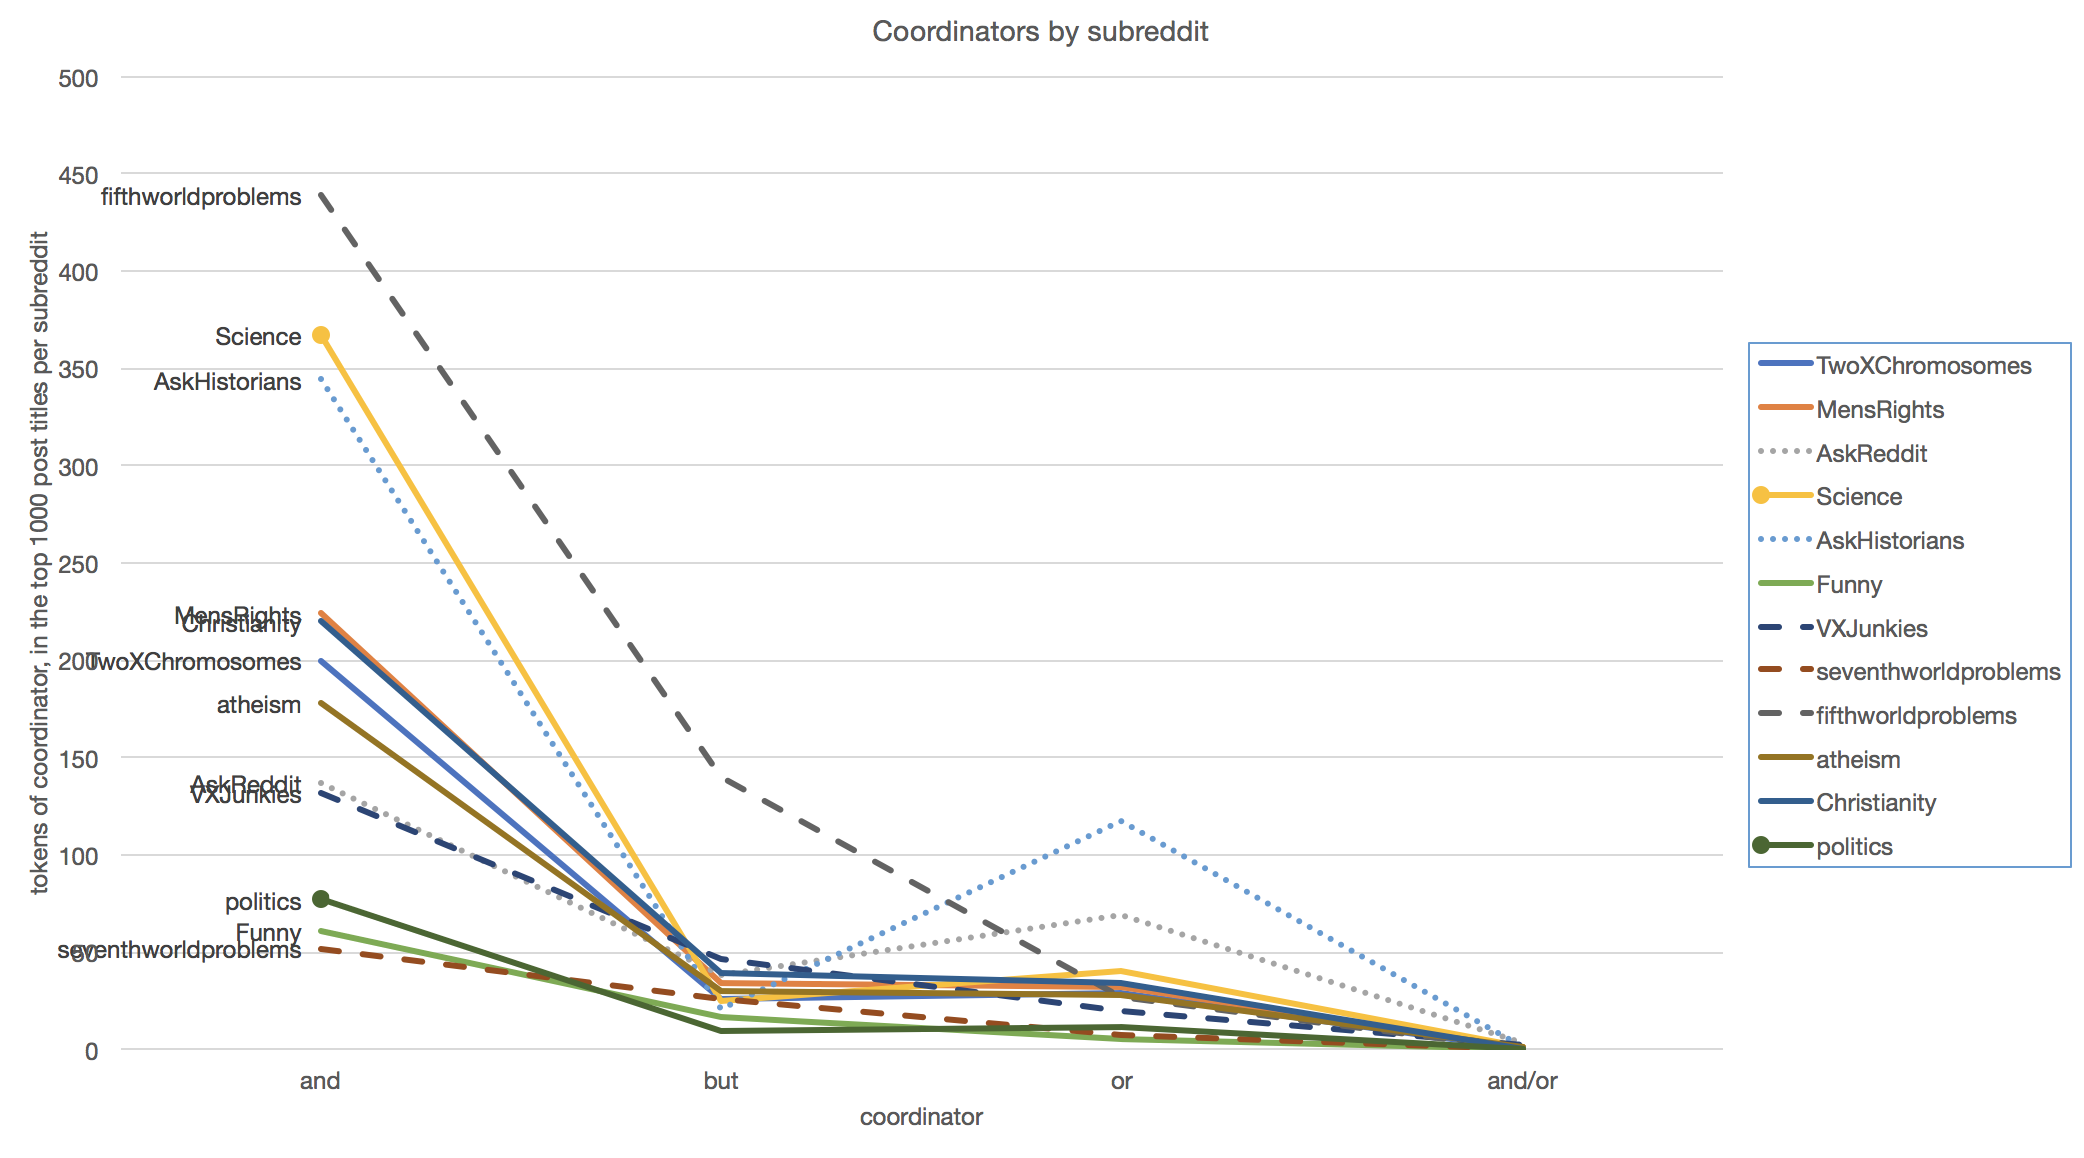 Coordinators by subreddit
tokens of coordinator, in the top 1000 post titles per subreddit
500
450
fifthworldproblems
400
Science
350
AskHistorians
300
250
MensRights
Christianity
200
TwoXChromosomes
atheism
150
AskReddit
VXJunkies
100
politics
Funny
seventhworldproblems
50
0
and but or and/or
coordinator
TwoXChromosomes
MensRights
AskReddit
Science
AskHistorians
Funny
VXJunkies
seventhworldproblems
fifthworldproblems
atheism
Christianity
politics